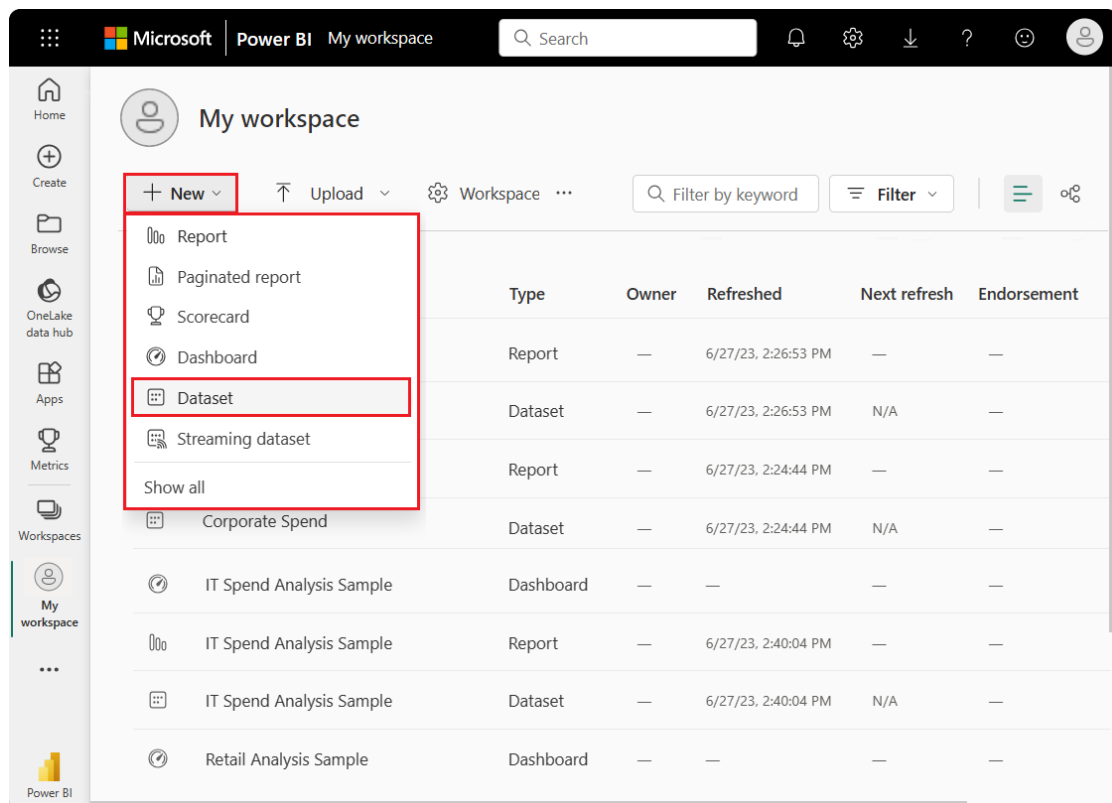 Microsoft Power BI My workspace Search ?
Home
Create
Browse
OneLake
data hub
Apps
Metrics
Workspaces
My
workspace
Power BI
My workspace
New Upload Workspace ... Filter by keyword Filter
Report
Paginated report
Scorecard
Dashboard
Dataset
Streaming dataset
Show all
Type Owner Refreshed Next refresh Endorsement
Report — 6/27/23, 2:26:53 PM — —
Dataset — 6/27/23, 2:26:53 PM N/A —
Report — 6/27/23, 2:24:44 PM — —
Corporate Spend Dataset — 6/27/23, 2:24:44 PM N/A —
IT Spend Analysis Sample Dashboard — — — —
IT Spend Analysis Sample Report — 6/27/23, 2:40:04 PM — —
IT Spend Analysis Sample Dataset — 6/27/23, 2:40:04 PM N/A —
Retail Analysis Sample Dashboard — — — —